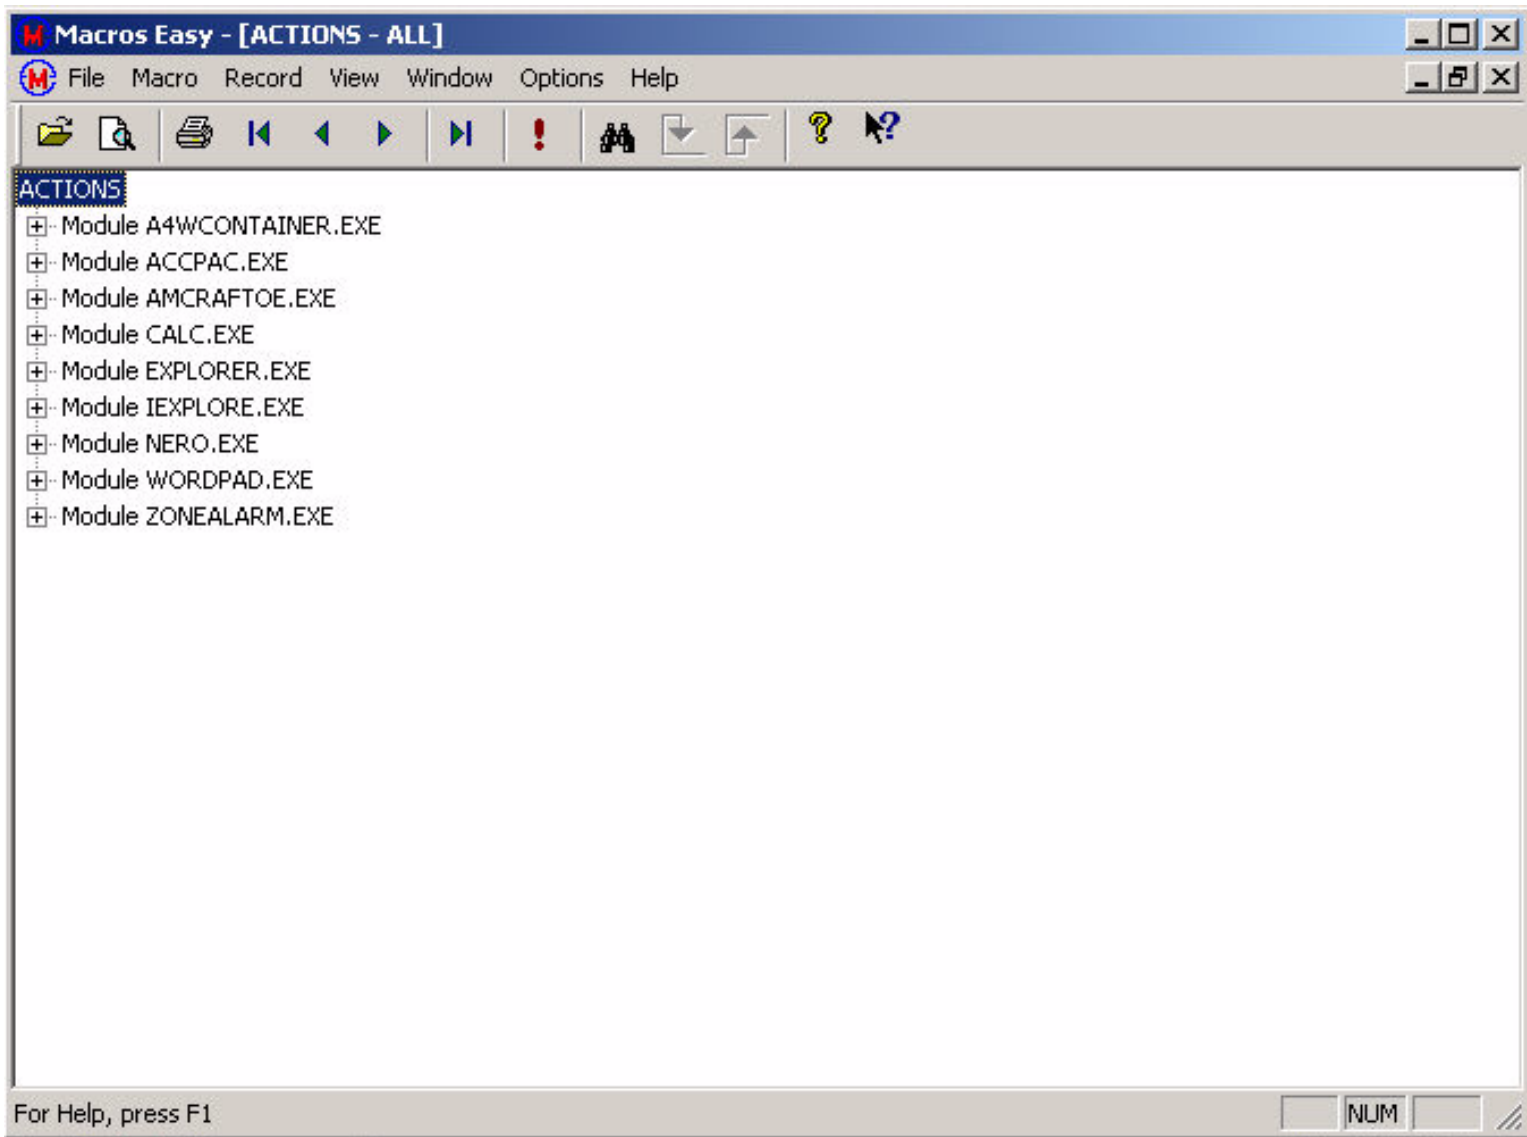 Macros Easy - [ACTIONS - ALL]
File Macro Record View Window Options Help
ACTIONS
Module A4WCONTAINER.EXE
Module ACCPAC.EXE
Module AMCRAFTOE.EXE
Module CALC.EXE
Module EXPLORER.EXE
Module IEXPLORE.EXE
Module NERO.EXE
Module WORDPAD.EXE
Module ZONEALARM.EXE
For Help, press F1 NUM